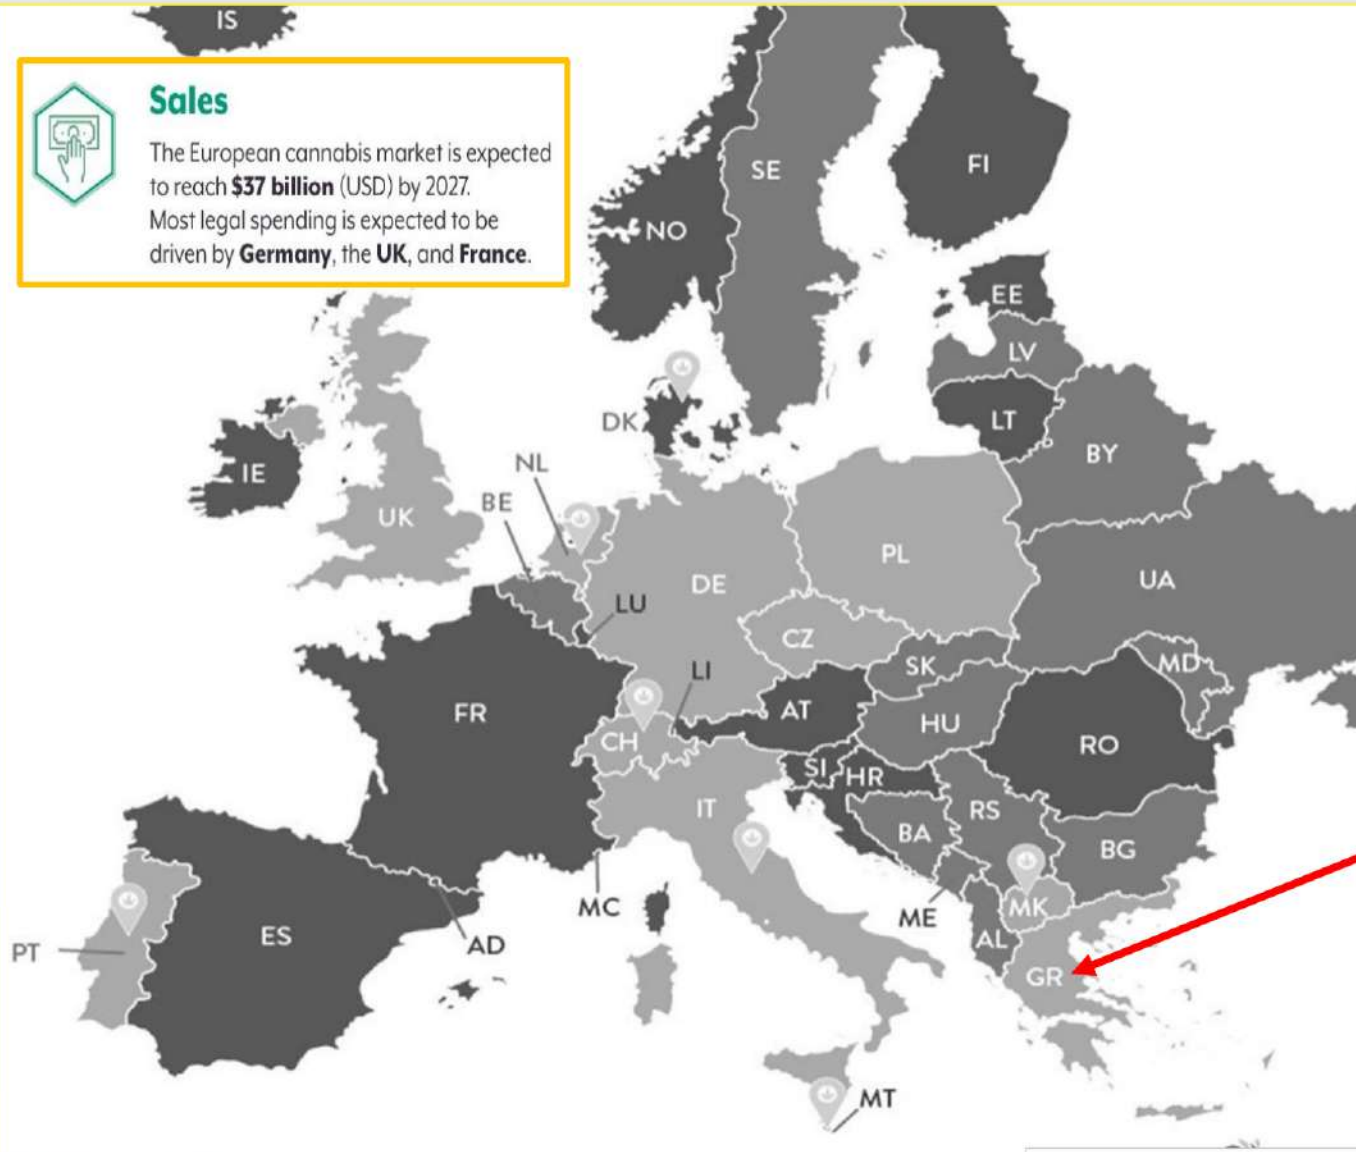 IS
Sales
The European cannabis market is expected
to reach $37 billion (USD) by 2027.
Most legal spending is expected to be
driven by Germany, the UK, and France.
SE
FI
NO
EE
LV
DK
LT
BY
NL
IE
BE
UK
PL
DE
UA
LU
CZ
LI
SK
MD
FR
AT
HU
CH
RO
SI
HR
IT
RS
BA
BG
MC
MK
ME
ES
AD
AL
PT
GR
MT